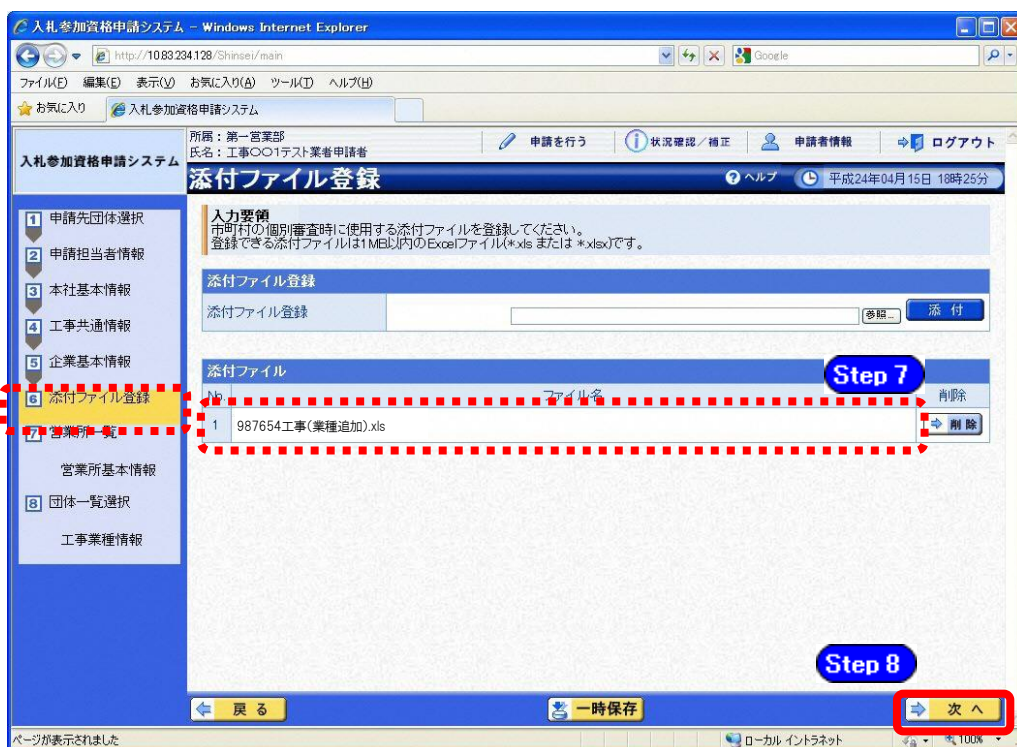 入札参加資格申請システム - Windows Internet Explorer
http://10.83.234.128/Shinsei/main
Google
ファイル(F) 編集(E) 表示(V) お気に入り(A) ツール(T) ヘルプ(H)
お気に入り 入札参加資格申請システム
入札参加資格申請システム
所属：第一営業部
氏名：工事〇〇1テスト業者申請者
申請を行う 状況確認／補正 申請者情報 ログアウト
添付ファイル登録
ヘルプ 平成24年04月15日 18時25分
1 申請先団体選択
2 申請担当者情報
3 本社基本情報
4 工事共通情報
5 企業基本情報
6 添付ファイル登録
7 営業所一覧
営業所基本情報
8 団体一覧選択
工事業種情報
入力要領
市町村の個別審査時に使用する添付ファイルを登録してください。
登録できる添付ファイルは1MB以内のExcelファイル(*.xls または *.xlsx)です。
添付ファイル登録
添付ファイル登録 参照... 添 付
添付ファイル
Step 7
No. ファイル名 削除
1 987654工事(業種追加).xls 削 除
Step 8
戻 る 一時保存 次 へ
ページが表示されました ローカル イントラネット 100%